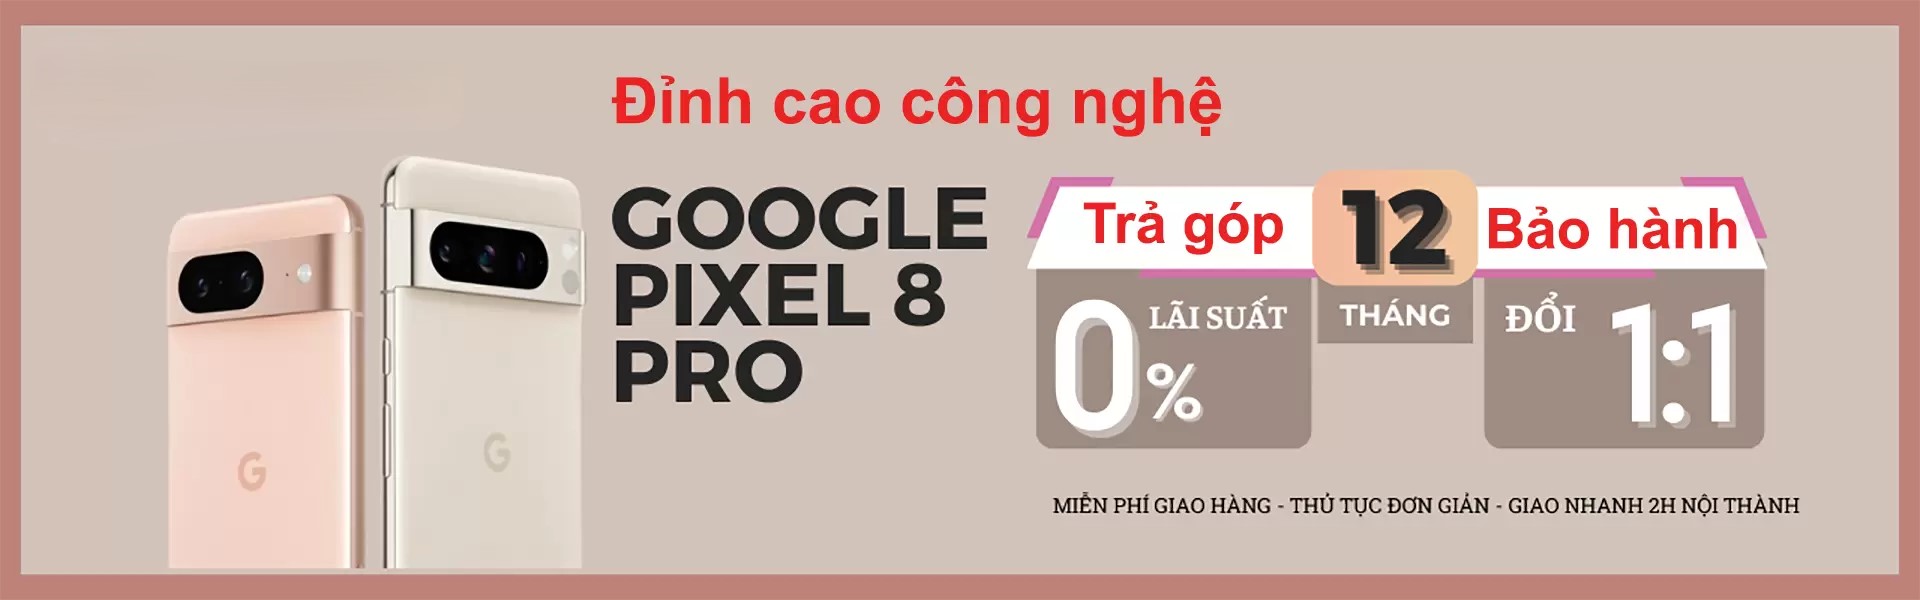 Đỉnh cao công nghệ
GOOGLE
PIXEL 8
PRO
Trả góp 12 Bảo hành
0% LÃI SUẤT THÁNG ĐỔI 1:1
MIỄN PHÍ GIAO HÀNG - THỦ TỤC ĐƠN GIẢN - GIAO NHANH 2H NỘI THÀNH
G
G